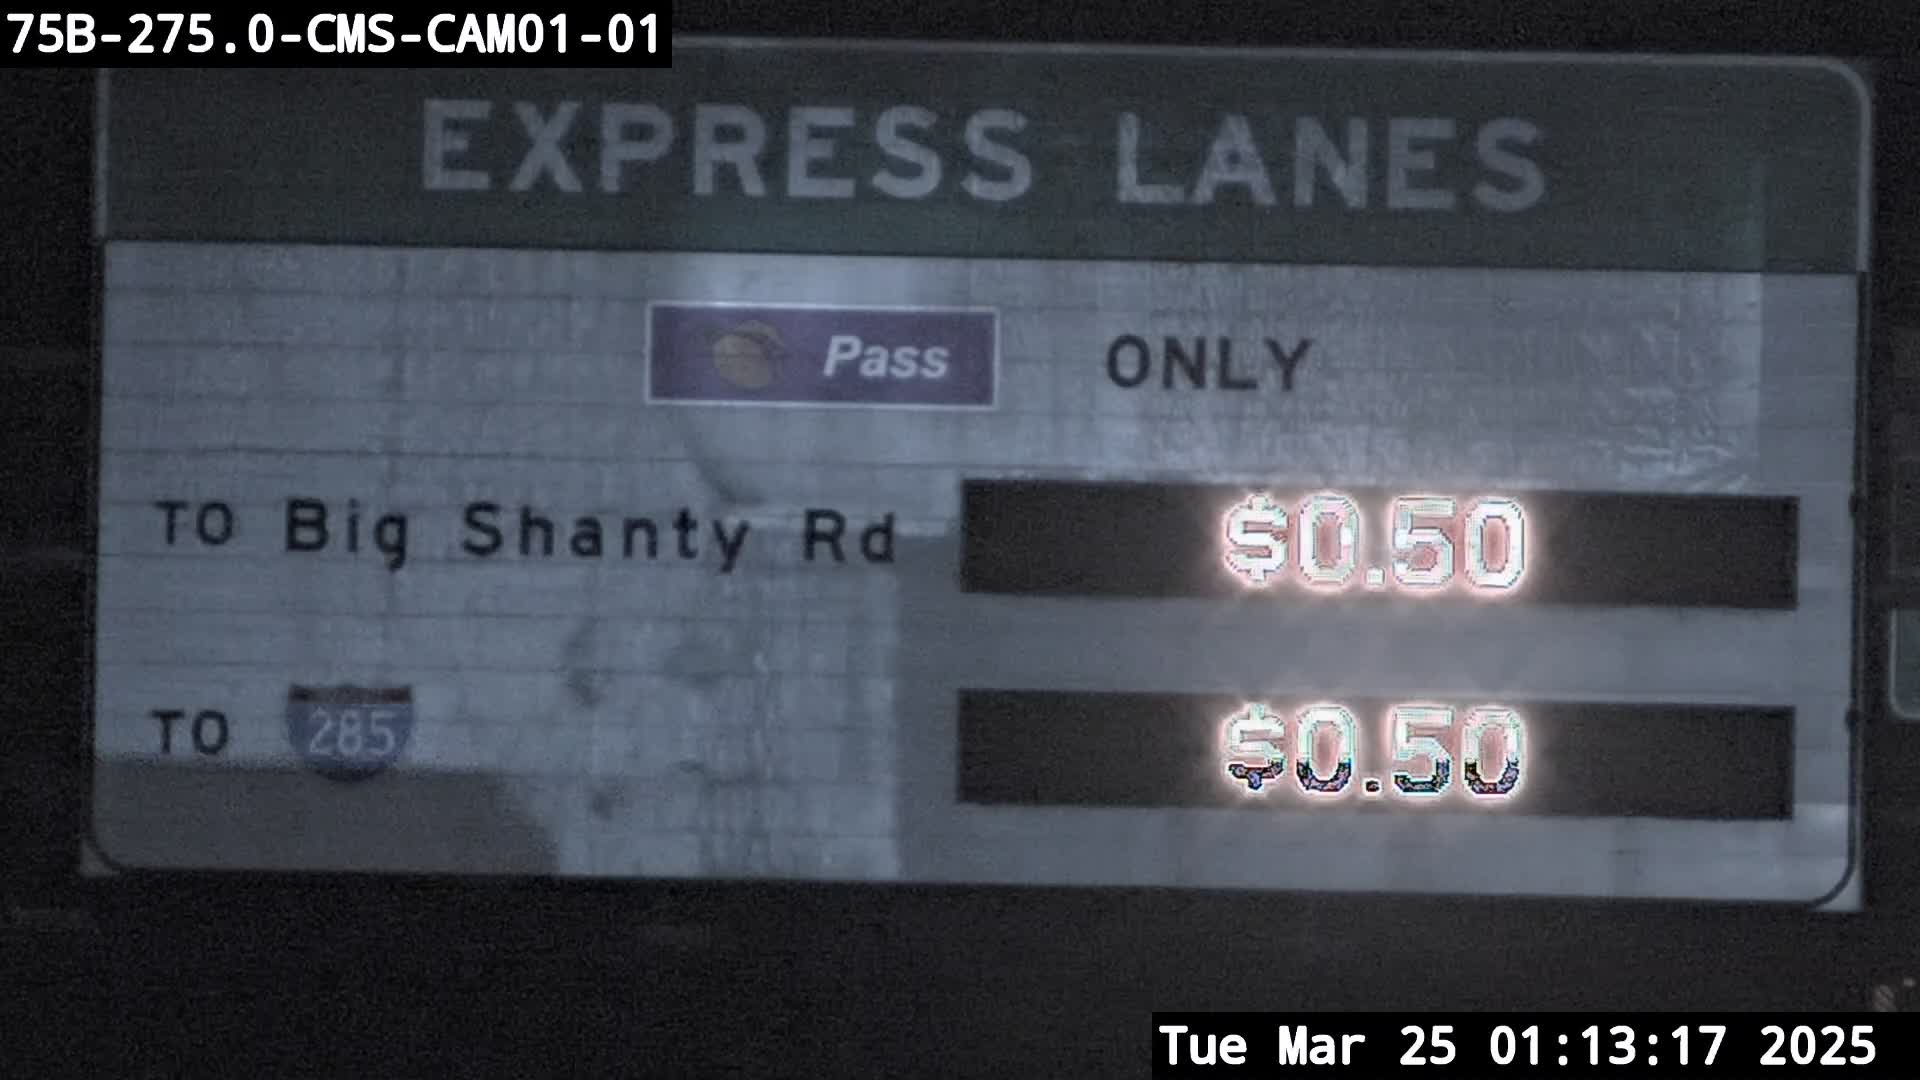 75B-275.0-CMS-CAM01-01
EXPRESS LANES
Pass ONLY
TO Big Shanty Rd $0.50
TO 285 $0.50
Tue Mar 25 01:13:17 2025